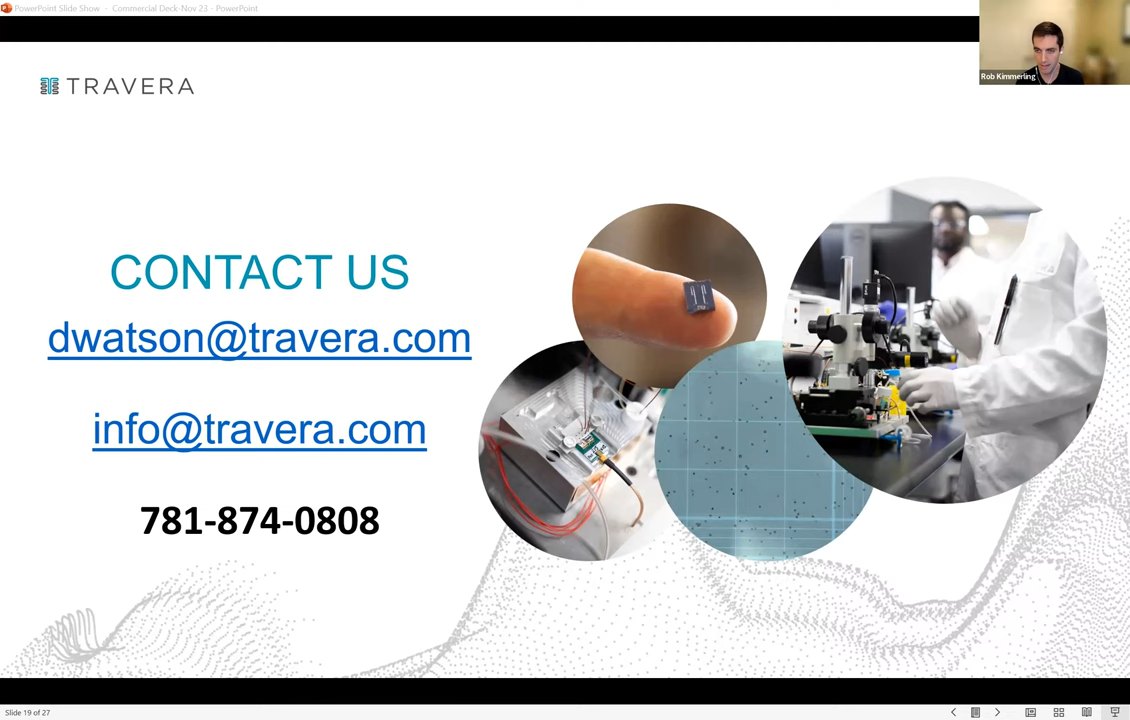 PowerPoint Slide Show - Commercial Deck-Nov 23 - PowerPoint
Rob Kimmerling
TRAVERA
CONTACT US
dwatson@travera.com
info@travera.com
781-874-0808
Slide 19 of 27